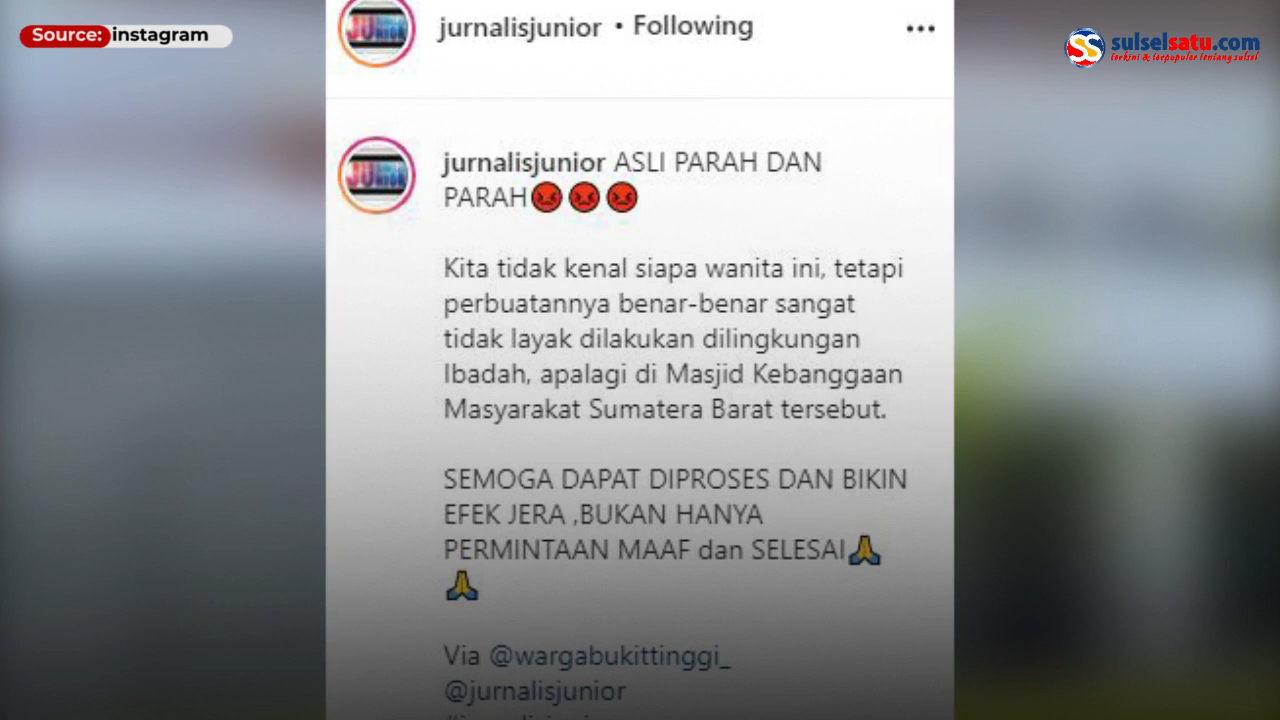 Source: instagram
sulselsatu.com
terkini & terpopuler tentang sulsel
jurnalisjunior • Following
jurnalisjunior ASLI PARAH DAN
PARAH😡😡😡
Kita tidak kenal siapa wanita ini, tetapi
perbuatannya benar-benar sangat
tidak layak dilakukan dilingkungan
Ibadah, apalagi di Masjid Kebanggaan
Masyarakat Sumatera Barat tersebut.
SEMOGA DAPAT DIPROSES DAN BIKIN
EFEK JERA ,BUKAN HANYA
PERMINTAAN MAAF dan SELESAI🙏
🙏
Via @wargabukittinggi_
@jurnalisjunior